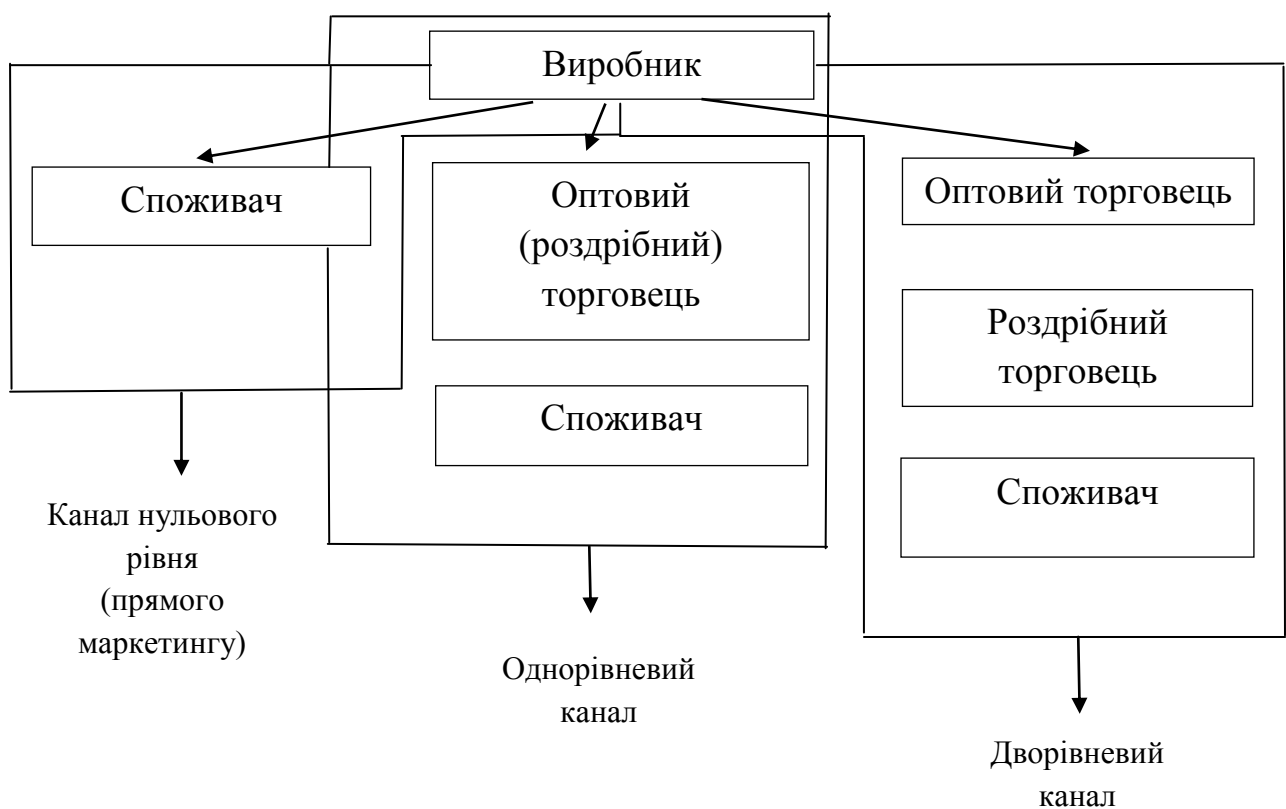 Виробник
Споживач
Оптовий
(роздрібний)
торговець
Споживач
Оптовий торговець
Роздрібний
торговець
Споживач
Канал нульового
рівня
(прямого
маркетингу)
Однорівневий
канал
Дворівневий
канал